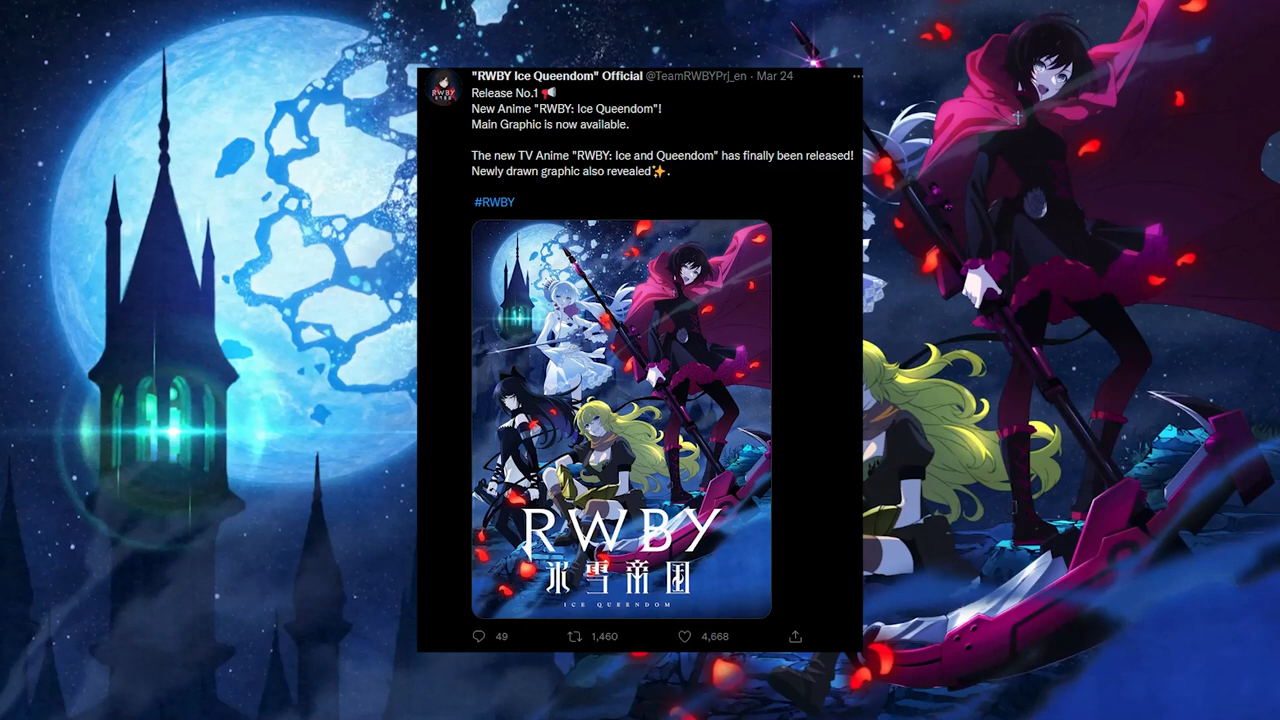 "RWBY Ice Queendom" Official @TeamRWBYPrj_en · Mar 24
Release No.1📢
New Anime "RWBY: Ice Queendom"!
Main Graphic is now available.
The new TV Anime "RWBY: Ice and Queendom" has finally been released!
Newly drawn graphic also revealed✨.
#RWBY
RWBY
氷雪帝国
ICE QUEENDOM
49
1,460
4,668